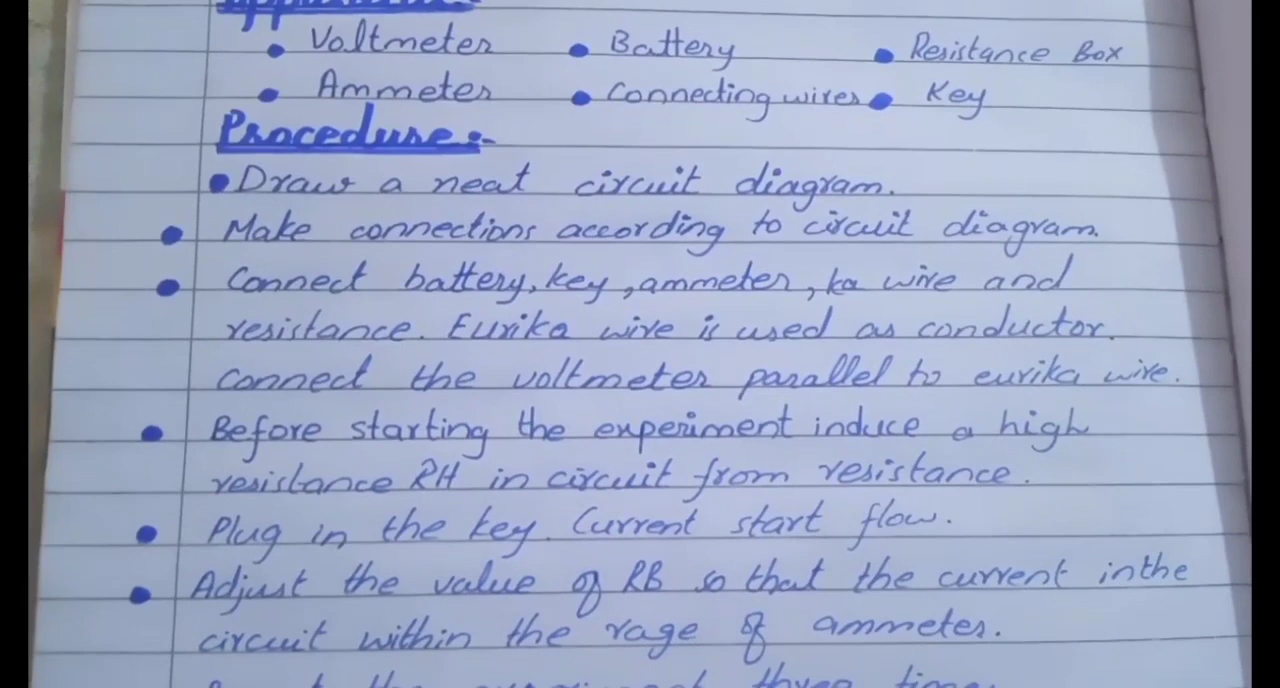 • Voltmeter • Battery • Resistance Box
• Ammeter • Connecting wires • Key
Procedure:-
• Draw a neat circuit diagram.
• Make connections according to circuit diagram.
• Connect battery, key, ammeter, ka wire and
resistance. Eurika wire is used as conductor.
Connect the voltmeter parallel to eurika wire.
• Before starting the experiment induce a high
resistance RH in circuit from resistance.
• Plug in the key. Current start flow.
• Adjust the value of RB so that the current inthe
circuit within the rage of ammeter.